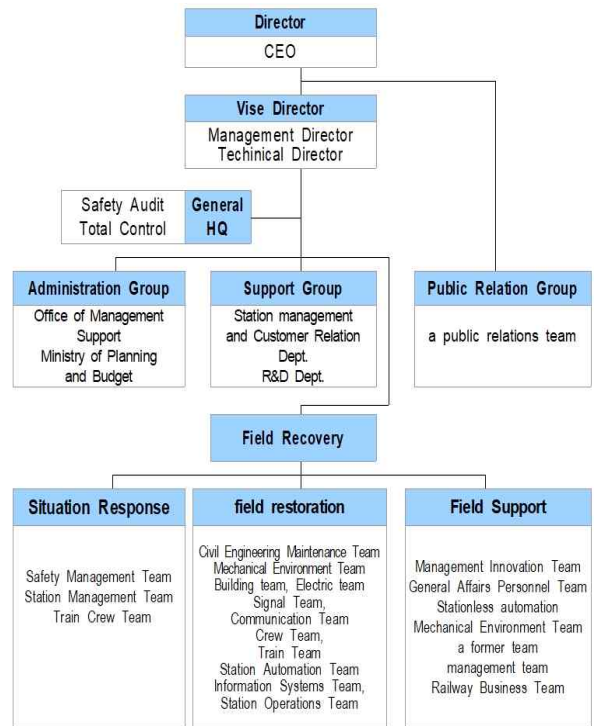 Director
CEO
Vise Director
Management Director
Techinical Director
Safety Audit
Total Control
General
HQ
Administration Group
Office of Management
Support
Ministry of Planning
and Budget
Support Group
Station management
and Customer Relation
Dept.
R&D Dept.
Public Relation Group
a public relations team
Field Recovery
Situation Response
Safety Management Team
Station Management Team
Train Crew Team
field restoration
Civil Engineering Maintenance Team
Mechanical Environment Team
Building team, Electric team
Signal Team,
Communication Team
Crew Team,
Train Team
Station Automation Team
Information Systems Team,
Station Operations Team
Field Support
Management Innovation Team
General Affairs Personnel Team
Stationless automation
Mechanical Environment Team
a former team
management team
Railway Business Team